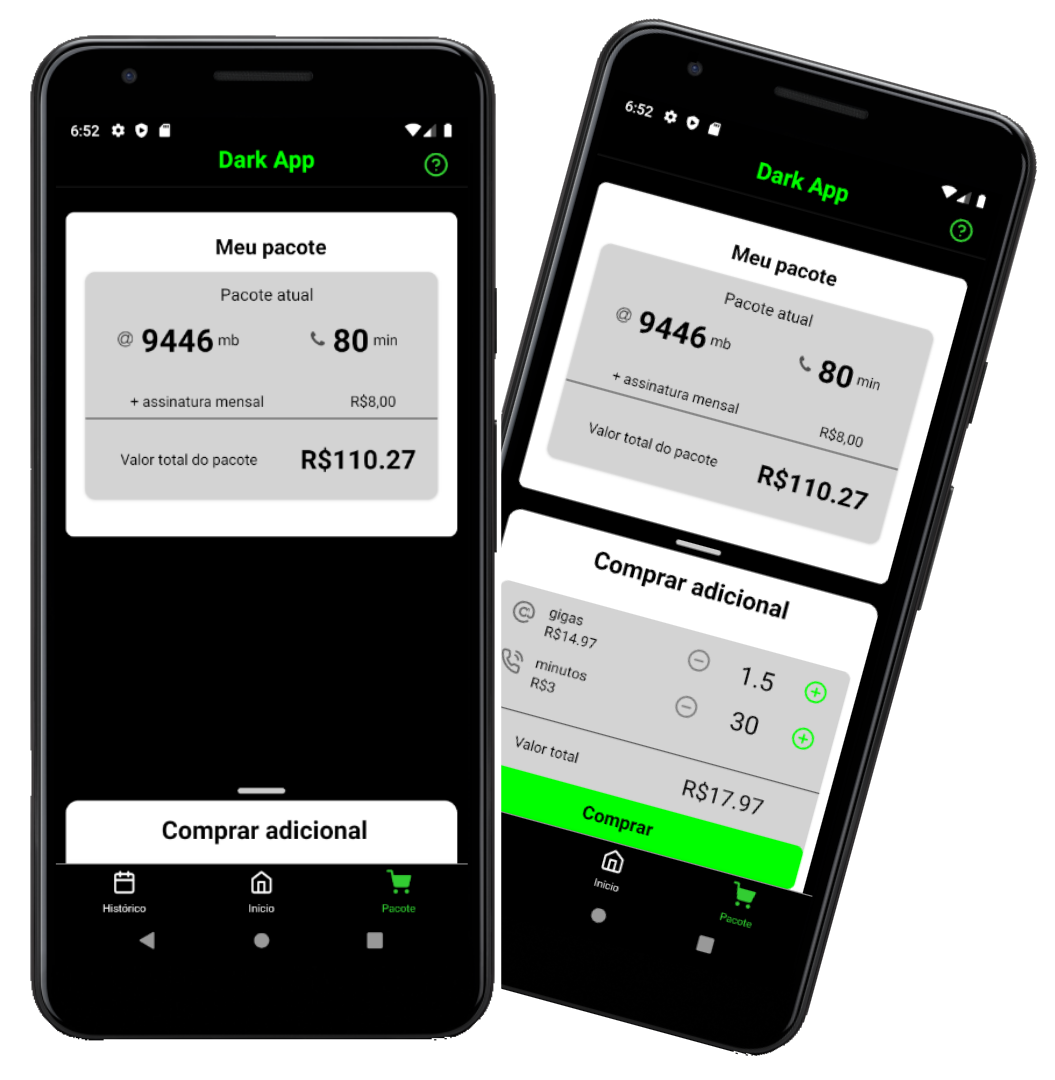 6:52
Dark App
Meu pacote
Pacote atual
@ 9446 mb 80 min
+ assinatura mensal R$8,00
Valor total do pacote R$110.27
Comprar adicional
Histórico Inicio Pacote
6:52
Dark App
Meu pacote
Pacote atual
@ 9446 mb 80 min
+ assinatura mensal R$8,00
Valor total do pacote R$110.27
Comprar adicional
gigas
R$14.97
1.5
minutos
R$3
30
Valor total R$17.97
Comprar
Inicio Pacote